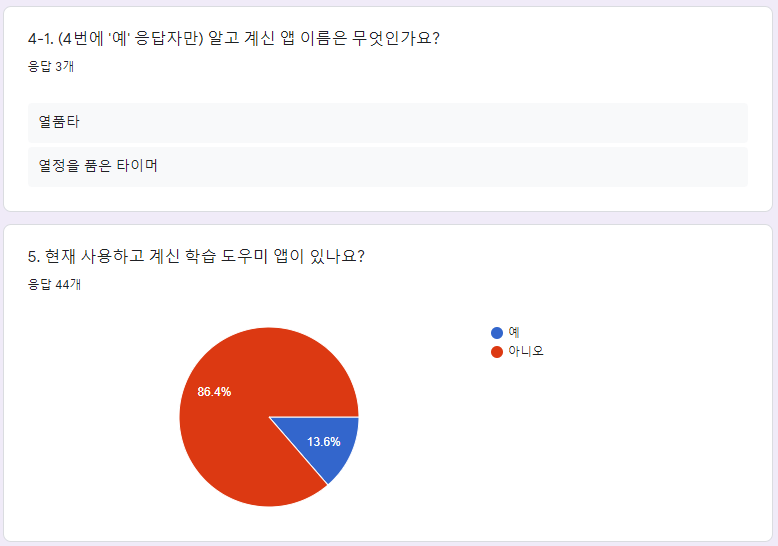 4-1. (4번에 '예' 응답자만) 알고 계신 앱 이름은 무엇인가요?
응답 3개
열품타
열정을 품은 타이머
5. 현재 사용하고 계신 학습 도우미 앱이 있나요?
응답 44개
예
아니오
86.4%
13.6%